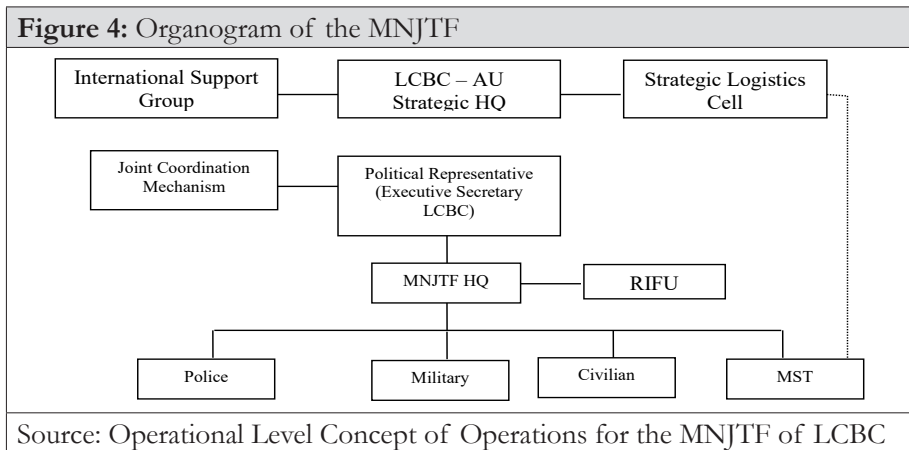 Figure 4: Organogram of the MNJTF
International Support
Group
LCBC – AU
Strategic HQ
Strategic Logistics
Cell
Joint Coordination
Mechanism
Political Representative
(Executive Secretary
LCBC)
MNJTF HQ
RIFU
Police
Military
Civilian
MST
Source: Operational Level Concept of Operations for the MNJTF of LCBC